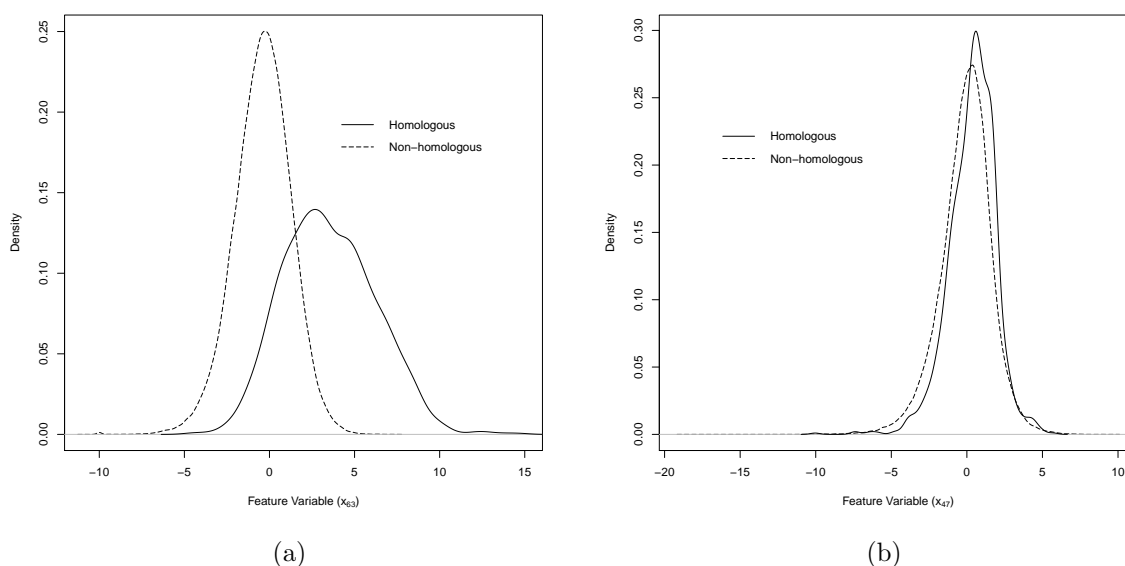 0.25
0.20
0.15
0.10
0.05
0.00
Density
Homologous
Non−homologous
−10 −5 0 5 10 15
Feature Variable (x63)
(a)
0.30
0.25
0.20
0.15
0.10
0.05
0.00
Density
Homologous
Non−homologous
−20 −15 −10 −5 0 5 10
Feature Variable (x47)
(b)